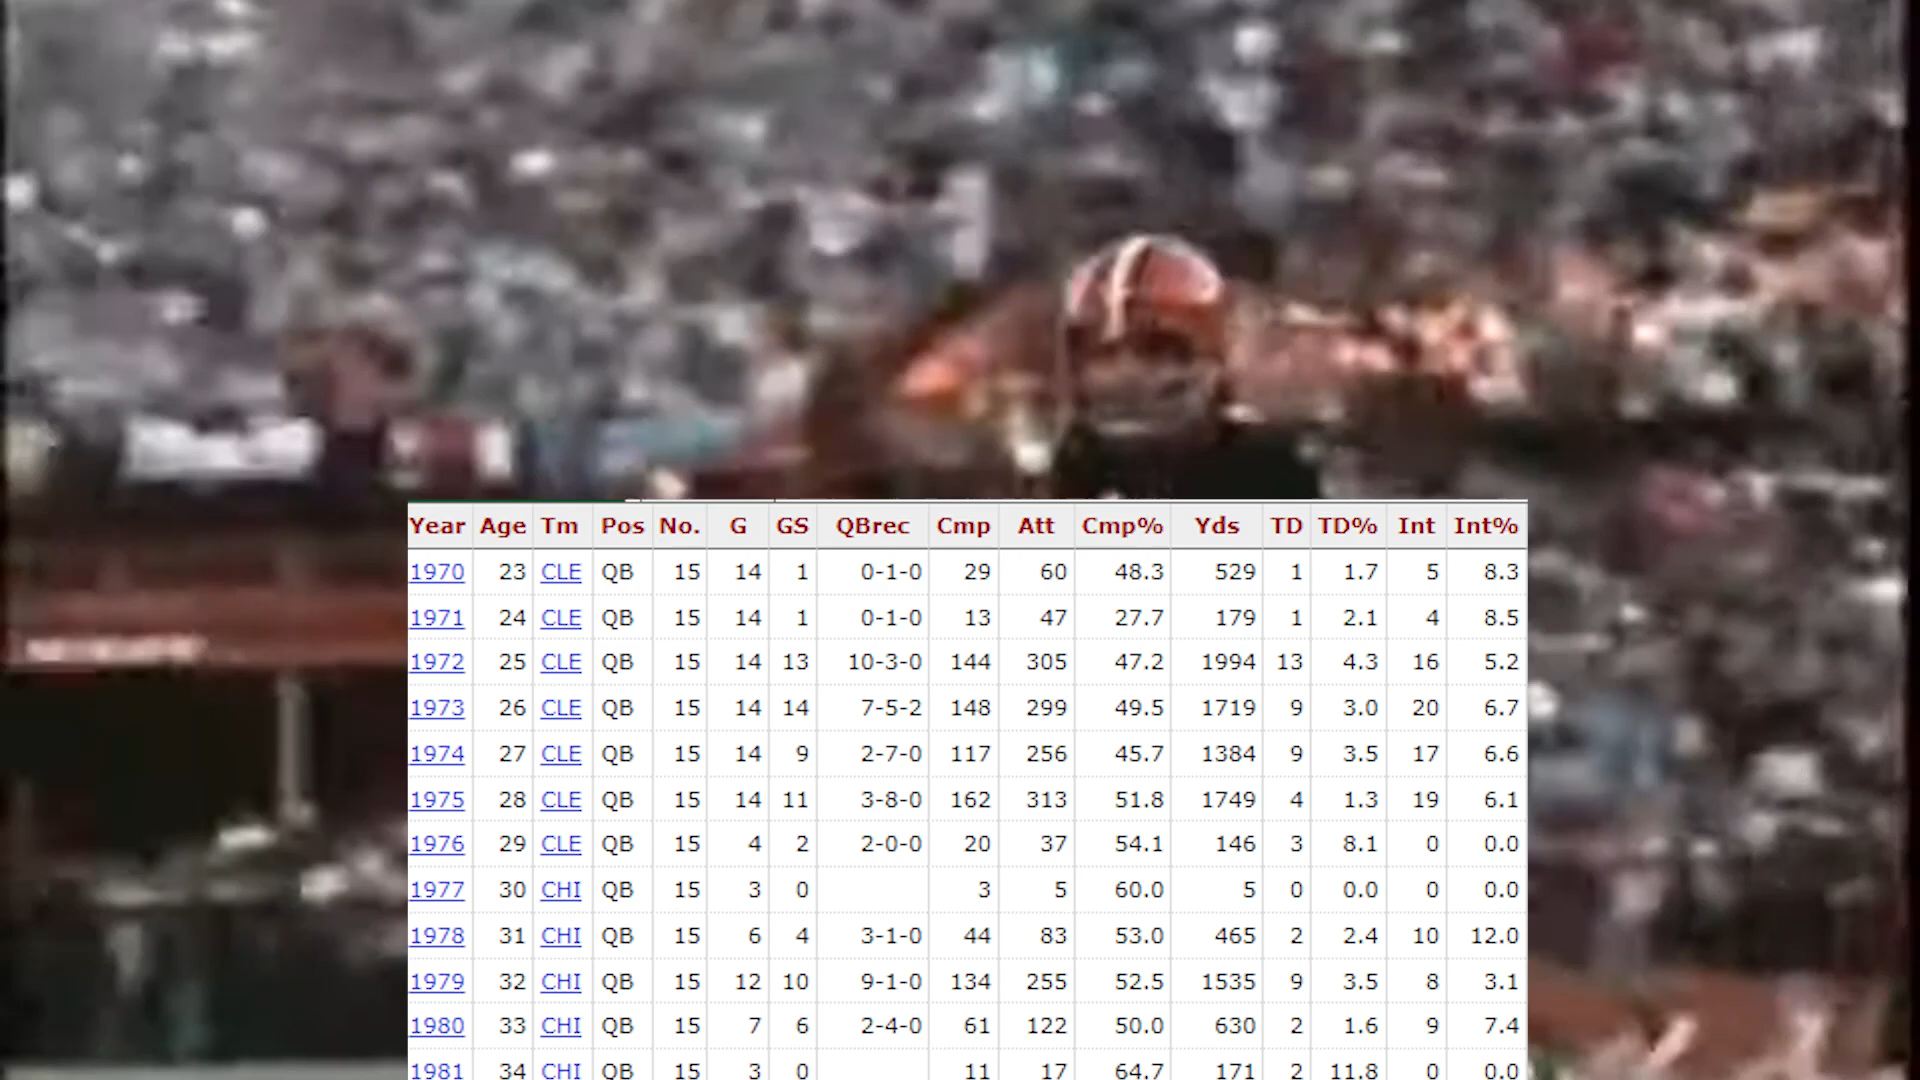 Year Age Tm Pos No. G GS QBrec Cmp Att Cmp% Yds TD TD% Int Int%
1970 23 CLE QB 15 14 1 0-1-0 29 60 48.3 529 1 1.7 5 8.3
1971 24 CLE QB 15 14 1 0-1-0 13 47 27.7 179 1 2.1 4 8.5
1972 25 CLE QB 15 14 13 10-3-0 144 305 47.2 1994 13 4.3 16 5.2
1973 26 CLE QB 15 14 14 7-5-2 148 299 49.5 1719 9 3.0 20 6.7
1974 27 CLE QB 15 14 9 2-7-0 117 256 45.7 1384 9 3.5 17 6.6
1975 28 CLE QB 15 14 11 3-8-0 162 313 51.8 1749 4 1.3 19 6.1
1976 29 CLE QB 15 4 2 2-0-0 20 37 54.1 146 3 8.1 0 0.0
1977 30 CHI QB 15 3 0 3 5 60.0 5 0 0.0 0 0.0
1978 31 CHI QB 15 6 4 3-1-0 44 83 53.0 465 2 2.4 10 12.0
1979 32 CHI QB 15 12 10 9-1-0 134 255 52.5 1535 9 3.5 8 3.1
1980 33 CHI QB 15 7 6 2-4-0 61 122 50.0 630 2 1.6 9 7.4
1981 34 CHI QB 15 3 0 11 17 64.7 171 2 11.8 0 0.0